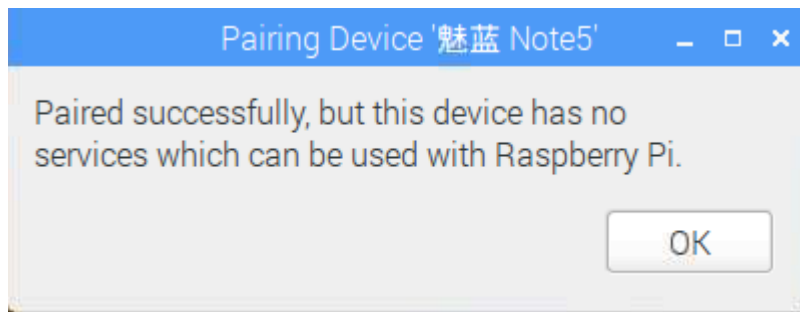 Pairing Device '魅蓝 Note5'
Paired successfully, but this device has no
services which can be used with Raspberry Pi.
OK